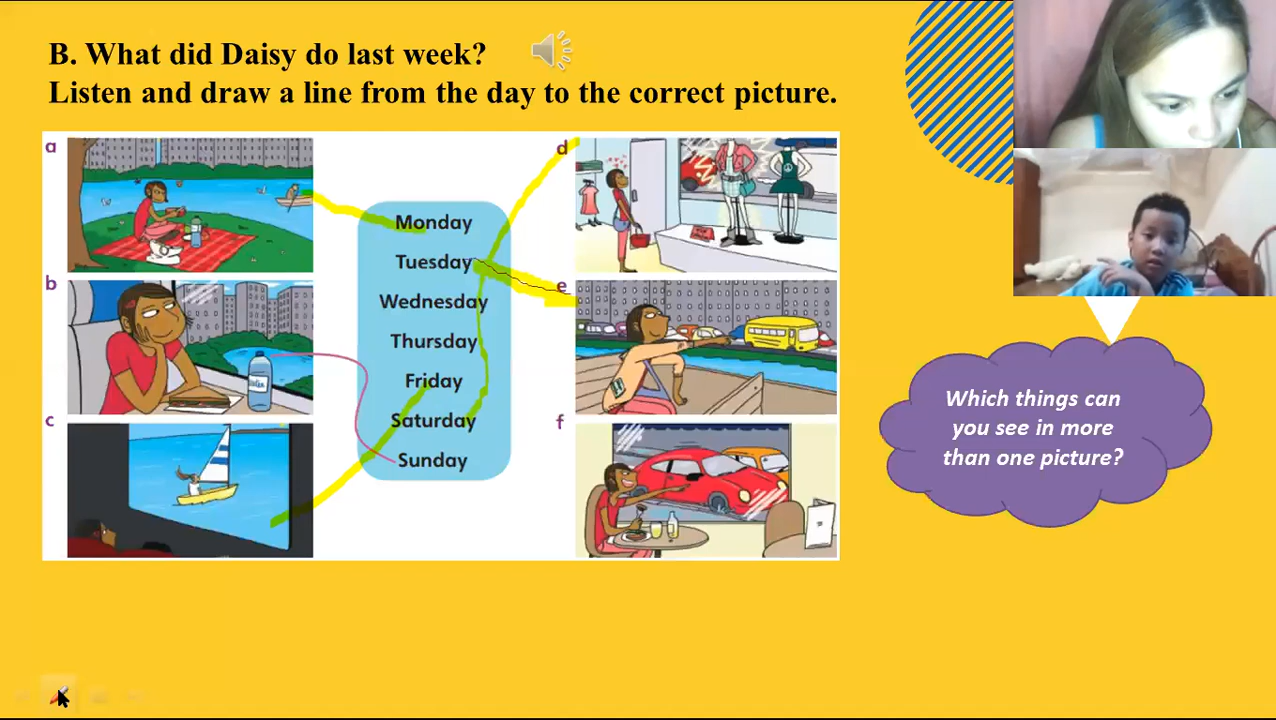 B. What did Daisy do last week?
Listen and draw a line from the day to the correct picture.
a
b
c
Monday
Tuesday
Wednesday
Thursday
Friday
Saturday
Sunday
d
e
f
Which things can
you see in more
than one picture?